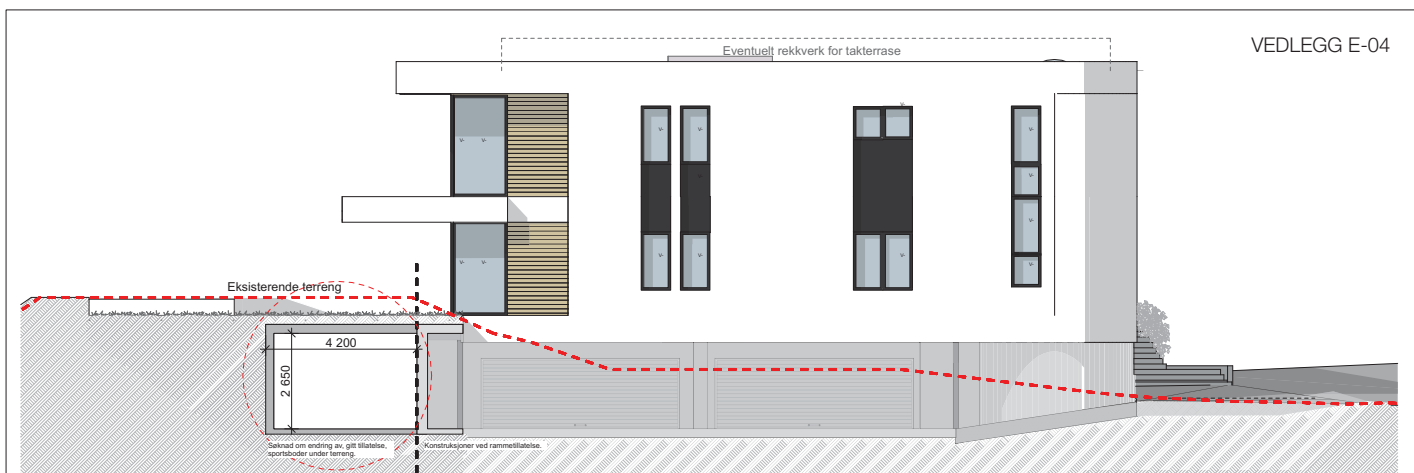 VEDLEGG E-04
Eventuelt rekkverk for takterrase
Eksisterende terreng
4 200
2 650
Søknad om endring av, gitt tillatelse,
sportsboder under terreng.
Konstruksjoner ved rammetillatelse.